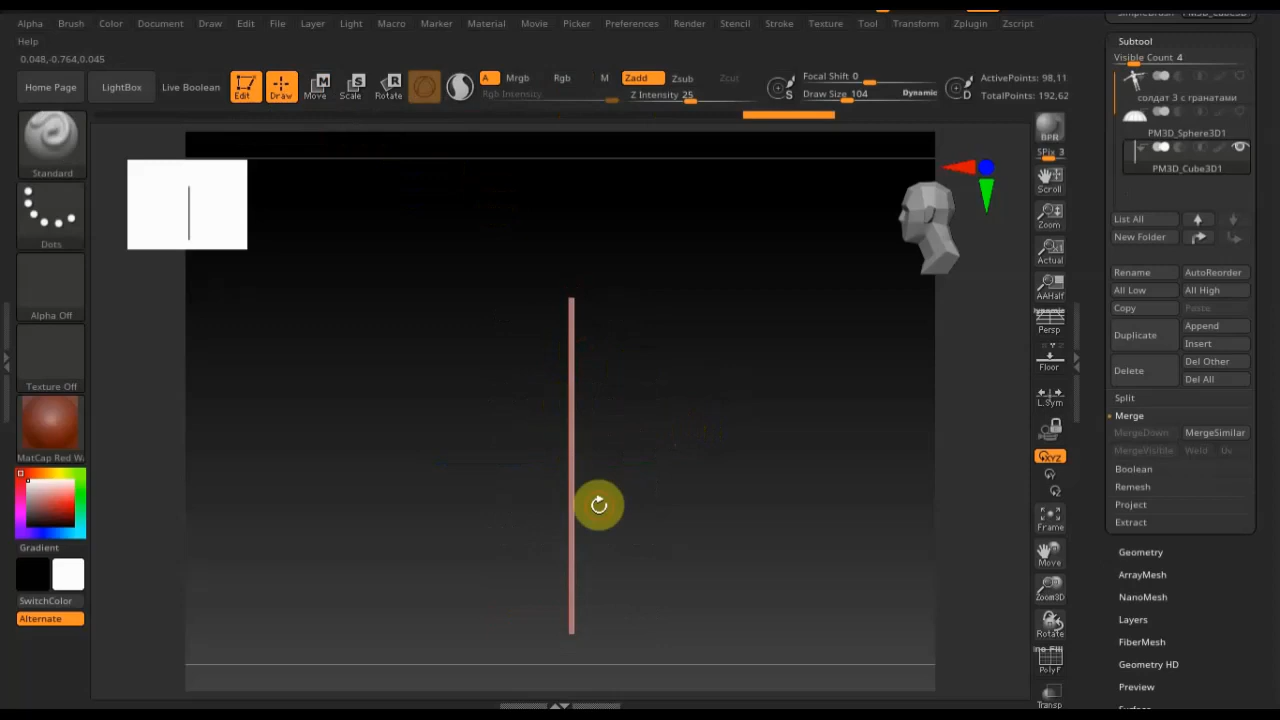 Alpha Brush Color Document Draw Edit File Layer Light Macro Marker Material Movie Picker Preferences Render Stencil Stroke Texture Tool Transform Zplugin Zscript
Help
0.048,-0.764,0.045
Home Page LightBox Live Boolean Edit Draw Move Scale Rotate
A Mrgb Rgb M Zadd Zsub Zcut
Rgb Intensity Z Intensity 25
S Focal Shift 0
Draw Size 104 Dynamic D
ActivePoints: 98,11
TotalPoints: 192,62
Standard
Dots
Alpha Off
Texture Off
MatCap Red W
Gradient
SwitchColor
Alternate
BPR
SPix 3
Scroll
Zoom
Actual
AAHalf
Persp
Floor
L.Sym
XYZ
Frame
Move
Zoom3D
Rotate
PolyF
Transp
SimpleBrush PM3D_Cube3D
Subtool
Visible Count 4
солдат 3 с гранатами
PM3D_Sphere3D1
PM3D_Cube3D1
List All
New Folder
Rename AutoReorder
All Low All High
Copy Paste
Duplicate Append
Insert
Delete Del Other
Del All
Split
Merge
MergeDown MergeSimilar
MergeVisible Weld Uv
Boolean
Remesh
Project
Extract
Geometry
ArrayMesh
NanoMesh
Layers
FiberMesh
Geometry HD
Preview